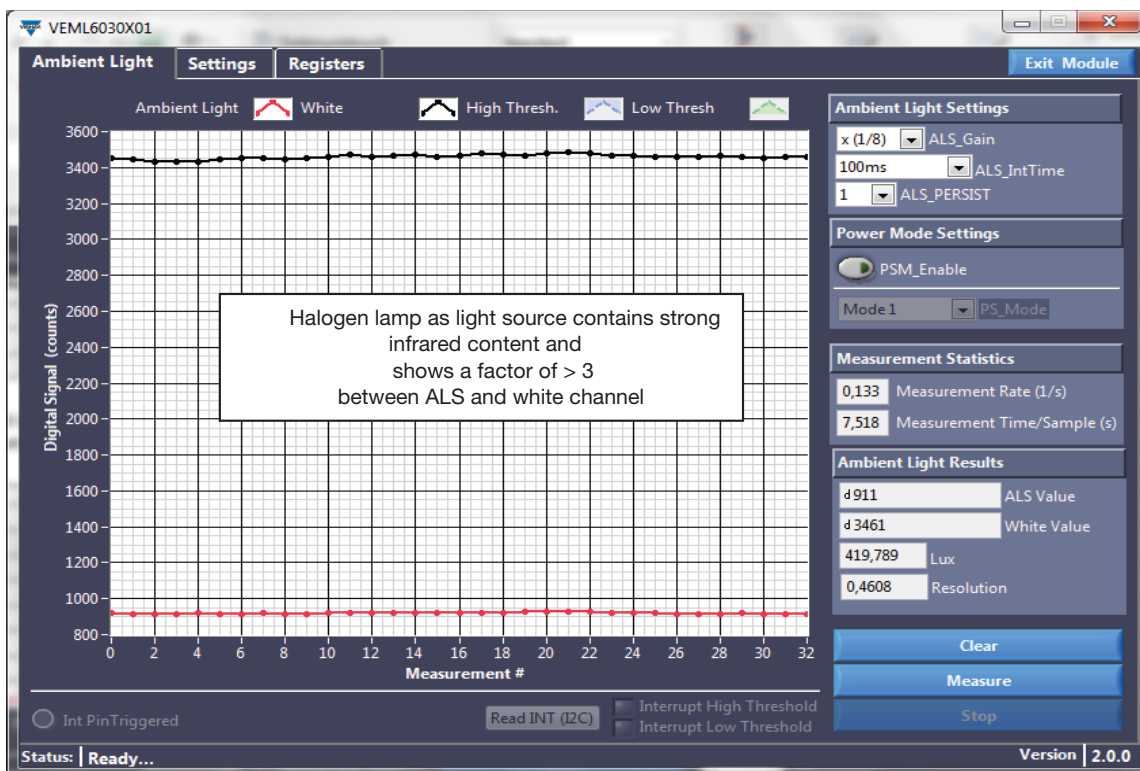 VEML6030X01
Ambient Light Settings Registers Exit Module
Ambient Light White High Thresh. Low Thresh
3600
3400
3200
3000
2800
2600
2400
2200
2000
1800
1600
1400
1200
1000
800
Digital Signal (counts)
Halogen lamp as light source contains strong
infrared content and
shows a factor of > 3
between ALS and white channel
0 2 4 6 8 10 12 14 16 18 20 22 24 26 28 30 32
Measurement #
Ambient Light Settings
x (1/8) ALS_Gain
100ms ALS_IntTime
1 ALS_PERSIST
Power Mode Settings
PSM_Enable
Mode 1 PS_Mode
Measurement Statistics
0,133 Measurement Rate (1/s)
7,518 Measurement Time/Sample (s)
Ambient Light Results
d 911 ALS Value
d 3461 White Value
419,789 Lux
0,4608 Resolution
Clear
Measure
Stop
Int PinTriggered
Read INT (I2C)
Interrupt High Threshold
Interrupt Low Threshold
Status: Ready...
Version 2.0.0